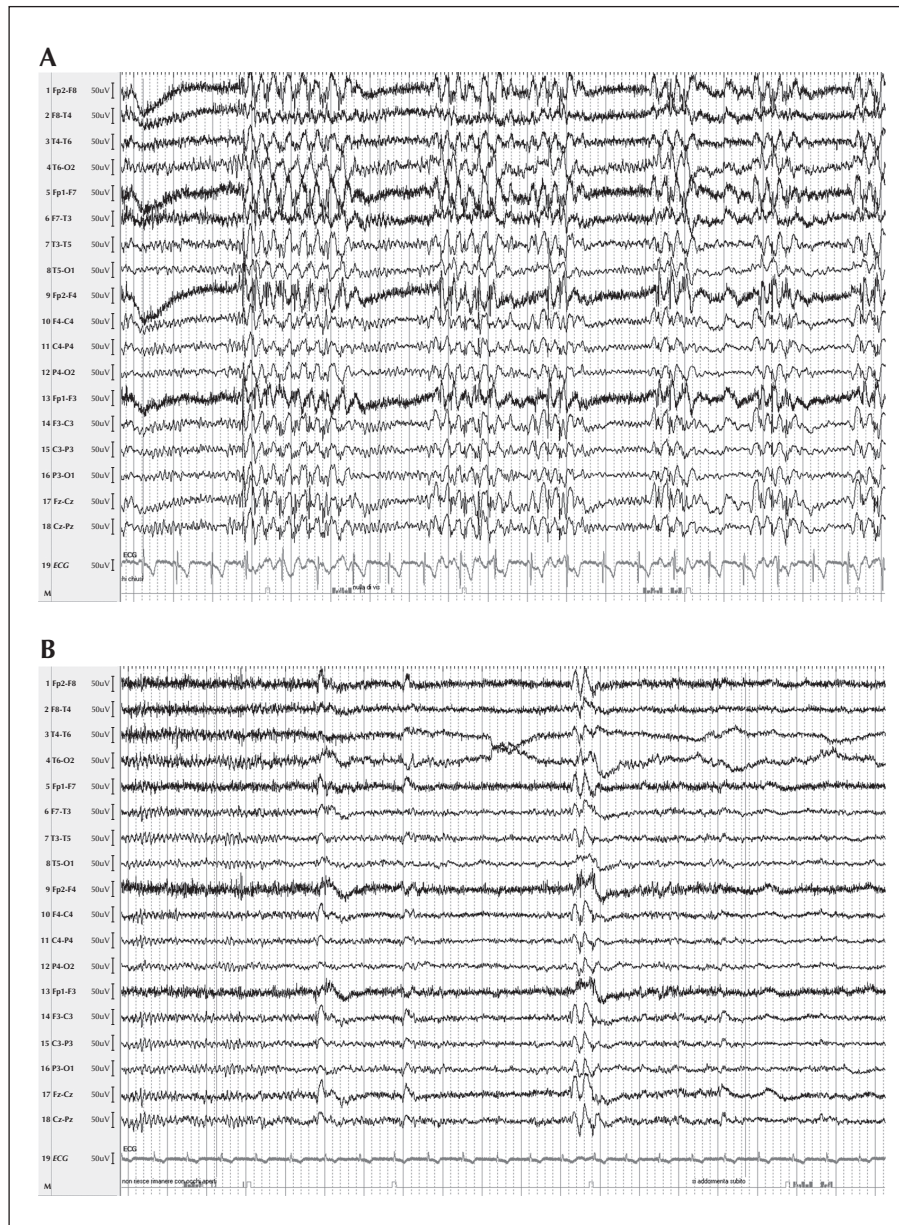 A
1 Fp2-F8 50uV
2 F8-T4 50uV
3 T4-T6 50uV
4 T6-O2 50uV
5 Fp1-F7 50uV
6 F7-T3 50uV
7 T3-T5 50uV
8 T5-O1 50uV
9 Fp2-F4 50uV
10 F4-C4 50uV
11 C4-P4 50uV
12 P4-O2 50uV
13 Fp1-F3 50uV
14 F3-C3 50uV
15 C3-P3 50uV
16 P3-O1 50uV
17 Fz-Cz 50uV
18 Cz-Pz 50uV
ECG
19 ECG 50uV
hi chiusi nulla di vis
M
B
1 Fp2-F8 50uV
2 F8-T4 50uV
3 T4-T6 50uV
4 T6-O2 50uV
5 Fp1-F7 50uV
6 F7-T3 50uV
7 T3-T5 50uV
8 T5-O1 50uV
9 Fp2-F4 50uV
10 F4-C4 50uV
11 C4-P4 50uV
12 P4-O2 50uV
13 Fp1-F3 50uV
14 F3-C3 50uV
15 C3-P3 50uV
16 P3-O1 50uV
17 Fz-Cz 50uV
18 Cz-Pz 50uV
ECG
19 ECG 50uV
non riesce rimanere con occhi aperi si addormenta subito
M